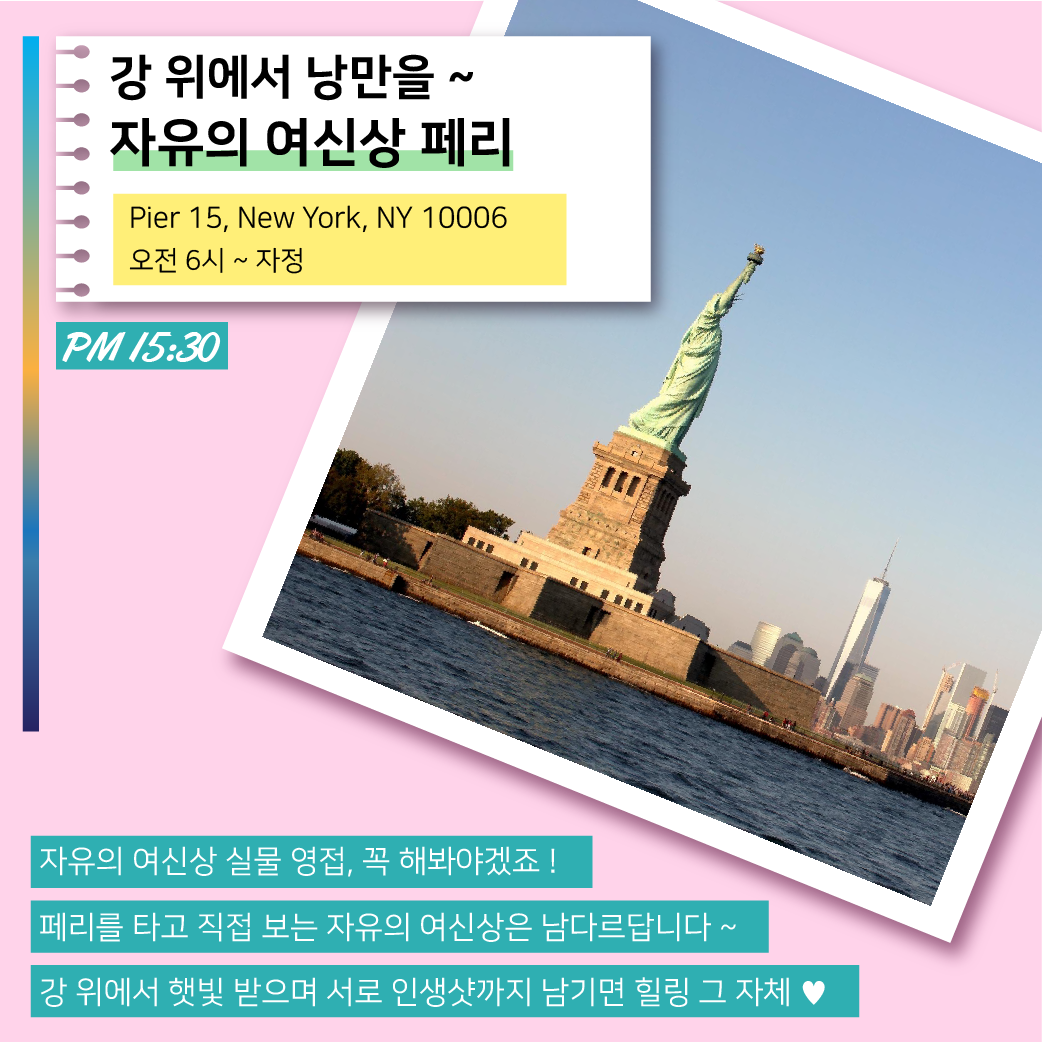 강 위에서 낭만을 ~
자유의 여신상 페리
Pier 15, New York, NY 10006
오전 6시 ~ 자정
PM 15:30
자유의 여신상 실물 영접, 꼭 해봐야겠죠 !
페리를 타고 직접 보는 자유의 여신상은 남다르답니다 ~
강 위에서 햇빛 받으며 서로 인생샷까지 남기면 힐링 그 자체 ♥